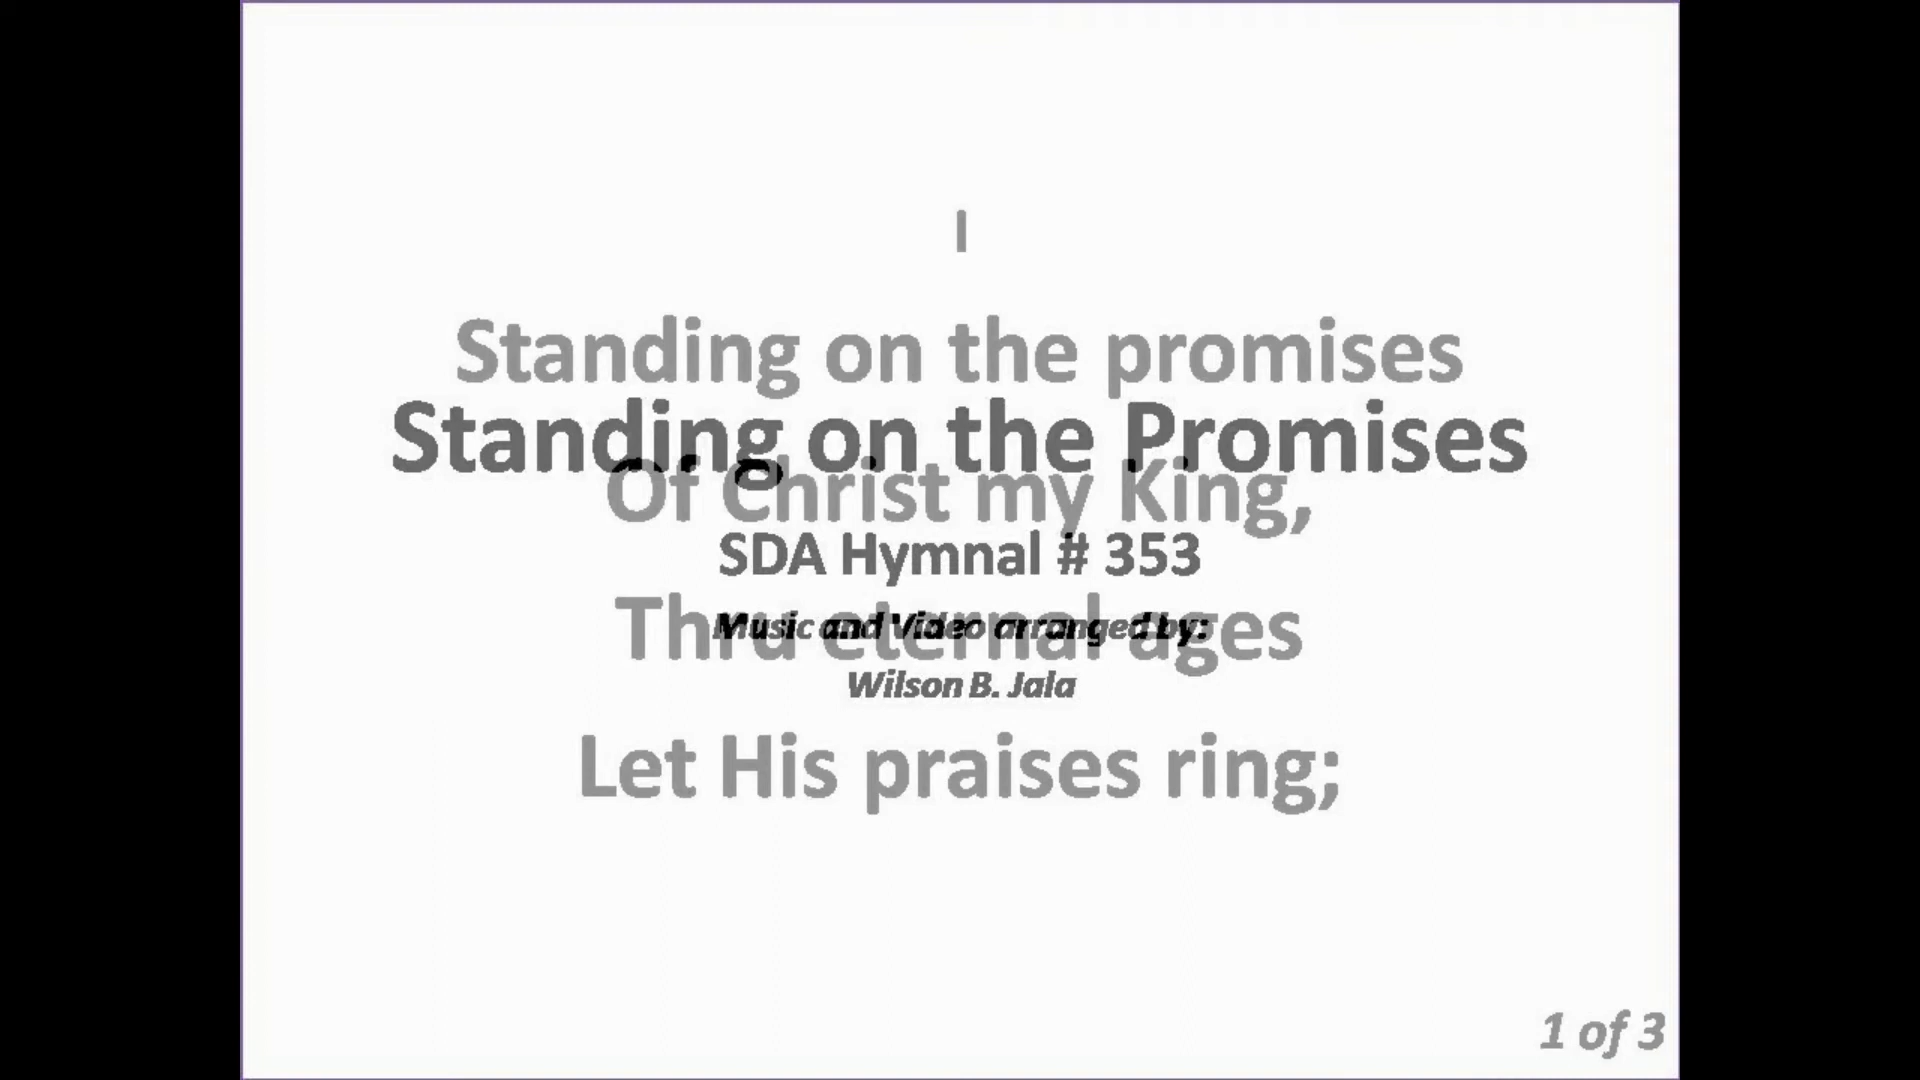 I
Standing on the promises
Standing on the Promises
Of Christ my King,
SDA Hymnal # 353
Thru eternal ages
Music and Video arranged by:
Wilson B. Jala
Let His praises ring;
1 of 3